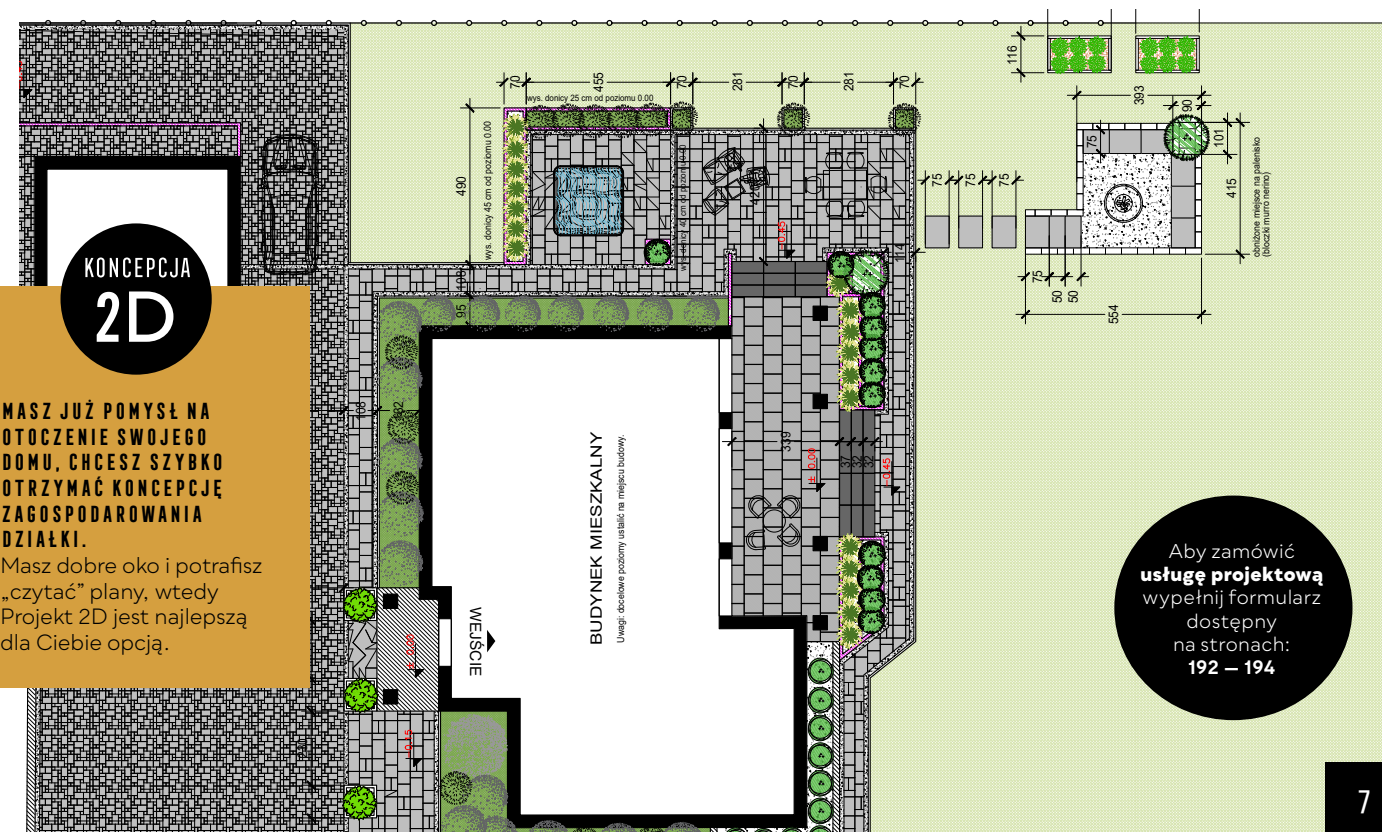 KONCEPCJA
2D
MASZ JUŻ POMYSŁ NA
OTOCZENIE SWOJEGO
DOMU, CHCESZ SZYBKO
OTRZYMAĆ KONCEPCJĘ
ZAGOSPODAROWANIA
DZIAŁKI.
Masz dobre oko i potrafisz
„czytać” plany, wtedy
Projekt 2D jest najlepszą
dla Ciebie opcją.
70
455
70
281
70
281
70
wys. donicy 25 cm od poziomu 0.00
490
wys. donicy 45 cm od poziomu 0.00
116
393
90
75
101
415
obniżone miejsce na palenisko
(bloczki murro nerino)
75
75
75
114
75
50
50
554
95
339
37
32
32
± 0.00
BUDYNEK MIESZKALNY
Uwagi: docelowe poziomy ustalić na miejscu budowy.
WEJŚCIE
Aby zamówić
usługę projektową
wypełnij formularz
dostępny
na stronach:
192 – 194
7